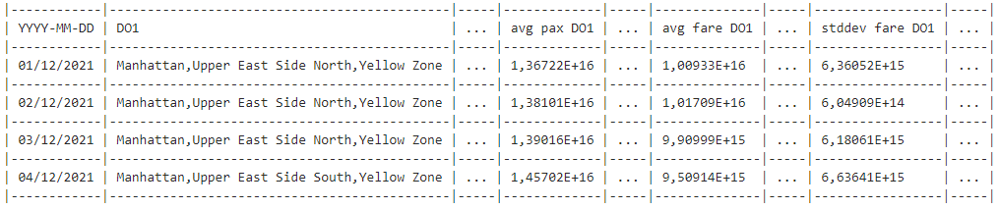 |------------|--------------------------------------------|-----|--------------|-----|--------------|-----|-----------------|-----|
| YYYY-MM-DD | DO1 | ... | avg pax DO1 | ... | avg fare DO1 | ... | stddev fare DO1 | ... |
|------------|--------------------------------------------|-----|--------------|-----|--------------|-----|-----------------|-----|
| 01/12/2021 | Manhattan,Upper East Side North,Yellow Zone | ... | 1,36722E+16 | ... | 1,00933E+16 | ... | 6,36052E+15 | ... |
|------------|--------------------------------------------|-----|--------------|-----|--------------|-----|-----------------|-----|
| 02/12/2021 | Manhattan,Upper East Side North,Yellow Zone | ... | 1,38101E+16 | ... | 1,01709E+16 | ... | 6,04909E+14 | ... |
|------------|--------------------------------------------|-----|--------------|-----|--------------|-----|-----------------|-----|
| 03/12/2021 | Manhattan,Upper East Side North,Yellow Zone | ... | 1,39016E+16 | ... | 9,90999E+15 | ... | 6,18061E+15 | ... |
|------------|--------------------------------------------|-----|--------------|-----|--------------|-----|-----------------|-----|
| 04/12/2021 | Manhattan,Upper East Side South,Yellow Zone | ... | 1,45702E+16 | ... | 9,50914E+15 | ... | 6,63641E+15 | ... |
|------------|--------------------------------------------|-----|--------------|-----|--------------|-----|-----------------|-----|